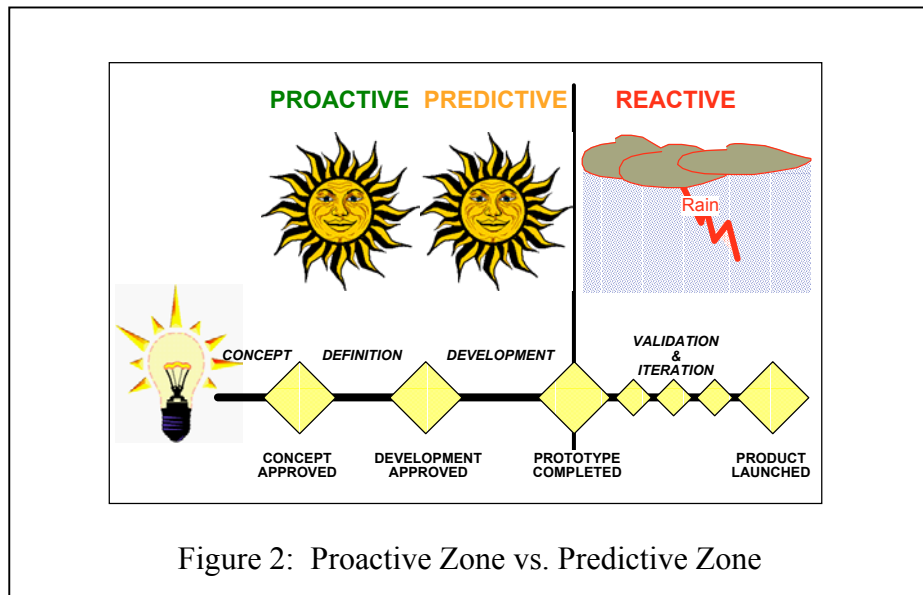 PROACTIVE PREDICTIVE REACTIVE
Rain
CONCEPT DEFINITION DEVELOPMENT VALIDATION
&
ITERATION
CONCEPT
APPROVED
DEVELOPMENT
APPROVED
PROTOTYPE
COMPLETED
PRODUCT
LAUNCHED
Figure 2: Proactive Zone vs. Predictive Zone